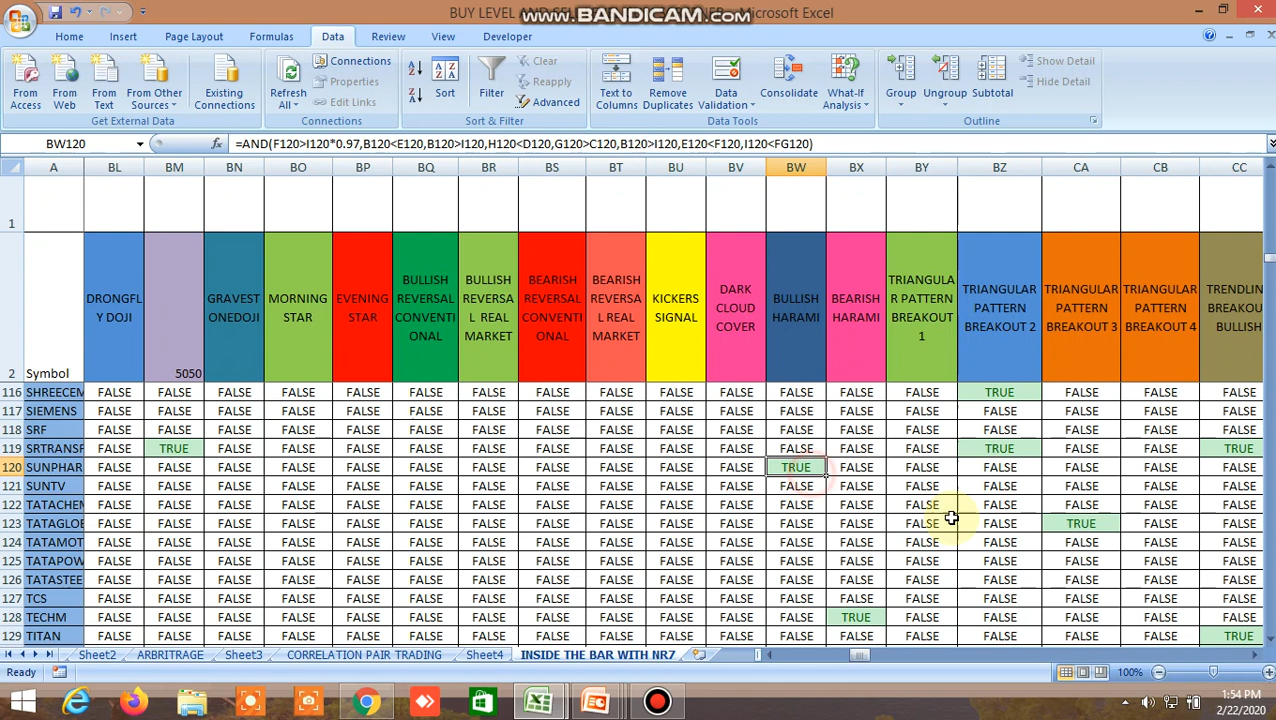 BUY LEVEL AND SEL
www.BANDICAM.com
Microsoft Excel
Home Insert Page Layout Formulas Data Review View Developer
From Access
From Web
From Text
From Other Sources
Existing Connections
Get External Data
Refresh All
Connections
Properties
Edit Links
Connections
Sort
Filter
Clear
Reapply
Advanced
Sort & Filter
Text to Columns
Remove Duplicates
Data Validation
Consolidate
What-If Analysis
Data Tools
Group
Ungroup
Subtotal
Show Detail
Hide Detail
Outline
BW120 fx =AND(F120>I120*0.97,B120<E120,B120>I120,H120<D120,G120>C120,B120>I120,E120<F120,I120<FG120)
A BL BM BN BO BP BQ BR BS BT BU BV BW BX BY BZ CA CB CC
1
2 Symbol
DRONGFL Y DOJI
5050
GRAVEST ONEDOJI
MORNING STAR
EVENING STAR
BULLISH REVERSAL CONVENTI ONAL
BULLISH REVERSA L REAL MARKET
BEARISH REVERSAL CONVENTI ONAL
BEARISH REVERSA L REAL MARKET
KICKERS SIGNAL
DARK CLOUD COVER
BULLISH HARAMI
BEARISH HARAMI
TRIANGULA R PATTERN BREAKOUT 1
TRIANGULAR PATTERN BREAKOUT 2
TRIANGULAR PATTERN BREAKOUT 3
TRIANGULAR PATTERN BREAKOUT 4
TRENDLIN BREAKOU BULLISH
116 SHREECEM FALSE FALSE FALSE FALSE FALSE FALSE FALSE FALSE FALSE FALSE FALSE FALSE FALSE FALSE TRUE FALSE FALSE FALSE
117 SIEMENS FALSE FALSE FALSE FALSE FALSE FALSE FALSE FALSE FALSE FALSE FALSE FALSE FALSE FALSE FALSE FALSE FALSE FALSE
118 SRF FALSE FALSE FALSE FALSE FALSE FALSE FALSE FALSE FALSE FALSE FALSE FALSE FALSE FALSE FALSE FALSE FALSE FALSE
119 SRTRANSF FALSE TRUE FALSE FALSE FALSE FALSE FALSE FALSE FALSE FALSE FALSE FALSE FALSE FALSE TRUE FALSE FALSE TRUE
120 SUNPHAR FALSE FALSE FALSE FALSE FALSE FALSE FALSE FALSE FALSE FALSE FALSE TRUE FALSE FALSE FALSE FALSE FALSE FALSE
121 SUNTV FALSE FALSE FALSE FALSE FALSE FALSE FALSE FALSE FALSE FALSE FALSE FALSE FALSE FALSE FALSE FALSE FALSE FALSE
122 TATACHEM FALSE FALSE FALSE FALSE FALSE FALSE FALSE FALSE FALSE FALSE FALSE FALSE FALSE FALSE FALSE FALSE FALSE FALSE
123 TATAGLOB FALSE FALSE FALSE FALSE FALSE FALSE FALSE FALSE FALSE FALSE FALSE FALSE FALSE FALSE FALSE TRUE FALSE FALSE
124 TATAMOT FALSE FALSE FALSE FALSE FALSE FALSE FALSE FALSE FALSE FALSE FALSE FALSE FALSE FALSE FALSE FALSE FALSE FALSE
125 TATAPOW FALSE FALSE FALSE FALSE FALSE FALSE FALSE FALSE FALSE FALSE FALSE FALSE FALSE FALSE FALSE FALSE FALSE FALSE
126 TATASTEE FALSE FALSE FALSE FALSE FALSE FALSE FALSE FALSE FALSE FALSE FALSE FALSE FALSE FALSE FALSE FALSE FALSE FALSE
127 TCS FALSE FALSE FALSE FALSE FALSE FALSE FALSE FALSE FALSE FALSE FALSE FALSE FALSE FALSE FALSE FALSE FALSE FALSE
128 TECHM FALSE FALSE FALSE FALSE FALSE FALSE FALSE FALSE FALSE FALSE FALSE FALSE TRUE FALSE FALSE FALSE FALSE FALSE
129 TITAN FALSE FALSE FALSE FALSE FALSE FALSE FALSE FALSE FALSE FALSE FALSE FALSE FALSE FALSE FALSE FALSE FALSE TRUE
Sheet2 ARBITRAGE Sheet3 CORRELATION PAIR TRADING Sheet4 INSIDE THE BAR WITH NR7
Ready 100%
1:54 PM
2/22/2020